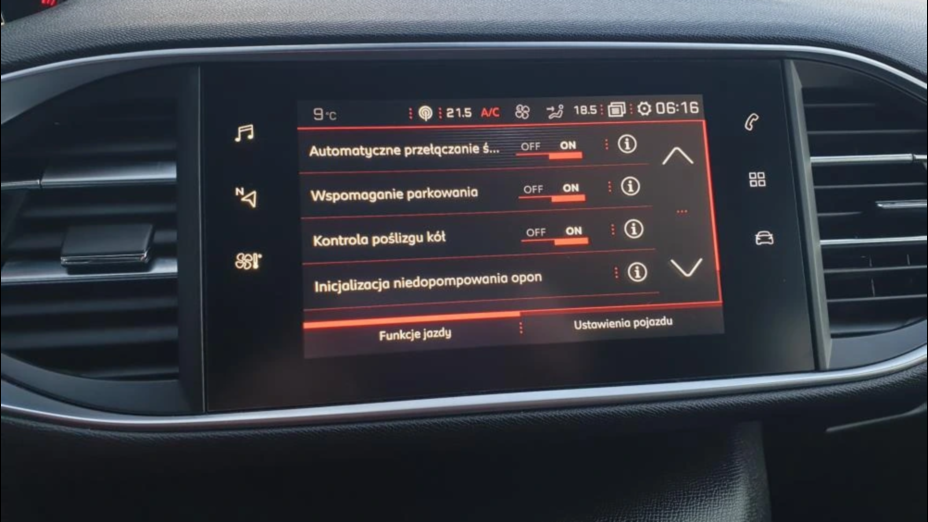 9°C 21.5 A/C 18.5 06:16
Automatyczne przełączanie ś... OFF ON
Wspomaganie parkowania OFF ON
Kontrola poślizgu kół OFF ON
Inicjalizacja niedopompowania opon
Funkcje jazdy Ustawienia pojazdu
N